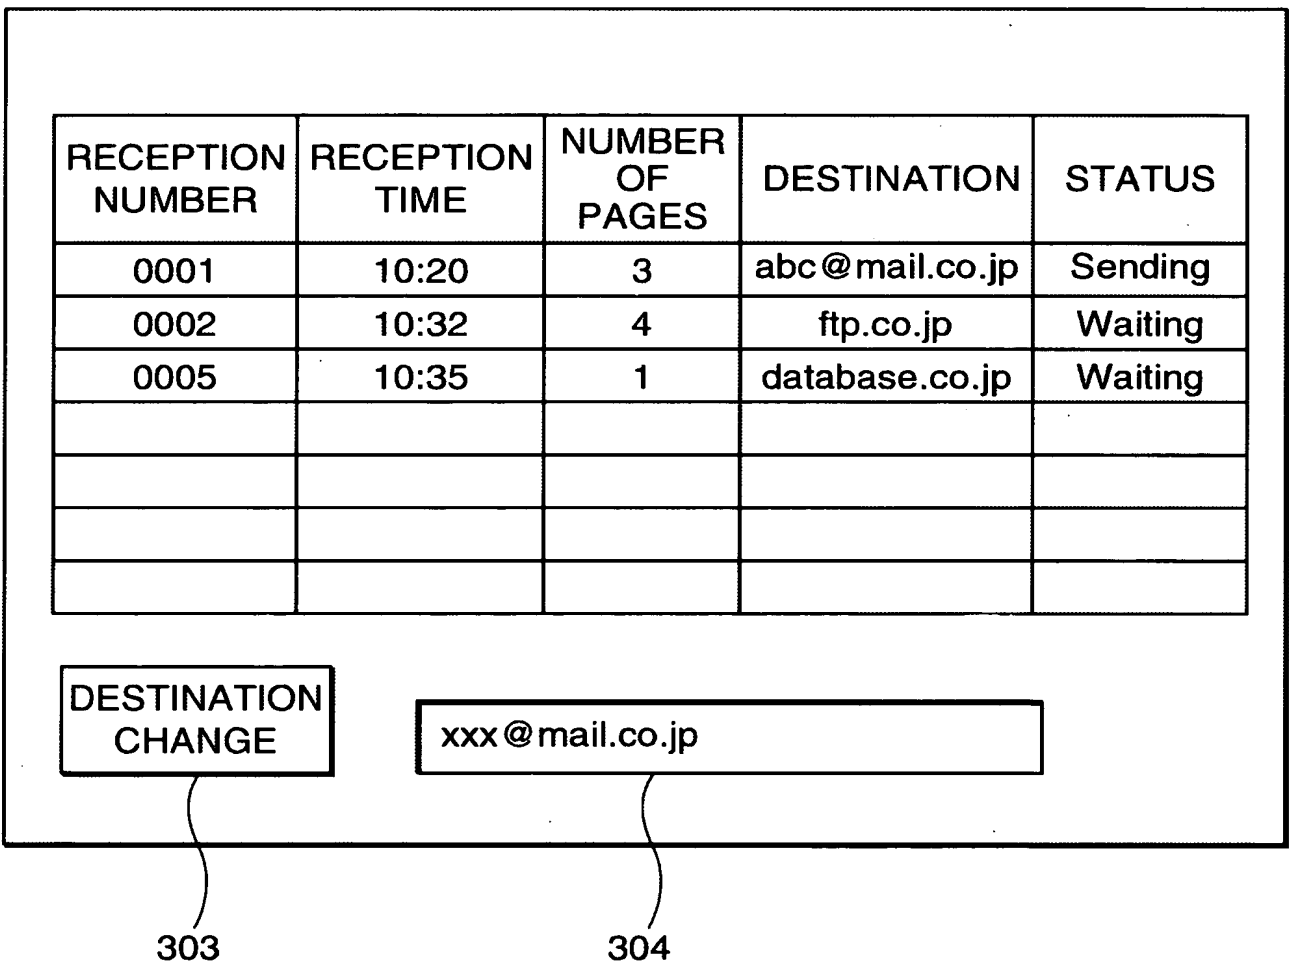 RECEPTION NUMBER RECEPTION TIME NUMBER OF PAGES DESTINATION STATUS
0001 10:20 3 abc@mail.co.jp Sending
0002 10:32 4 ftp.co.jp Waiting
0005 10:35 1 database.co.jp Waiting
DESTINATION
CHANGE
xxx@mail.co.jp
303 304